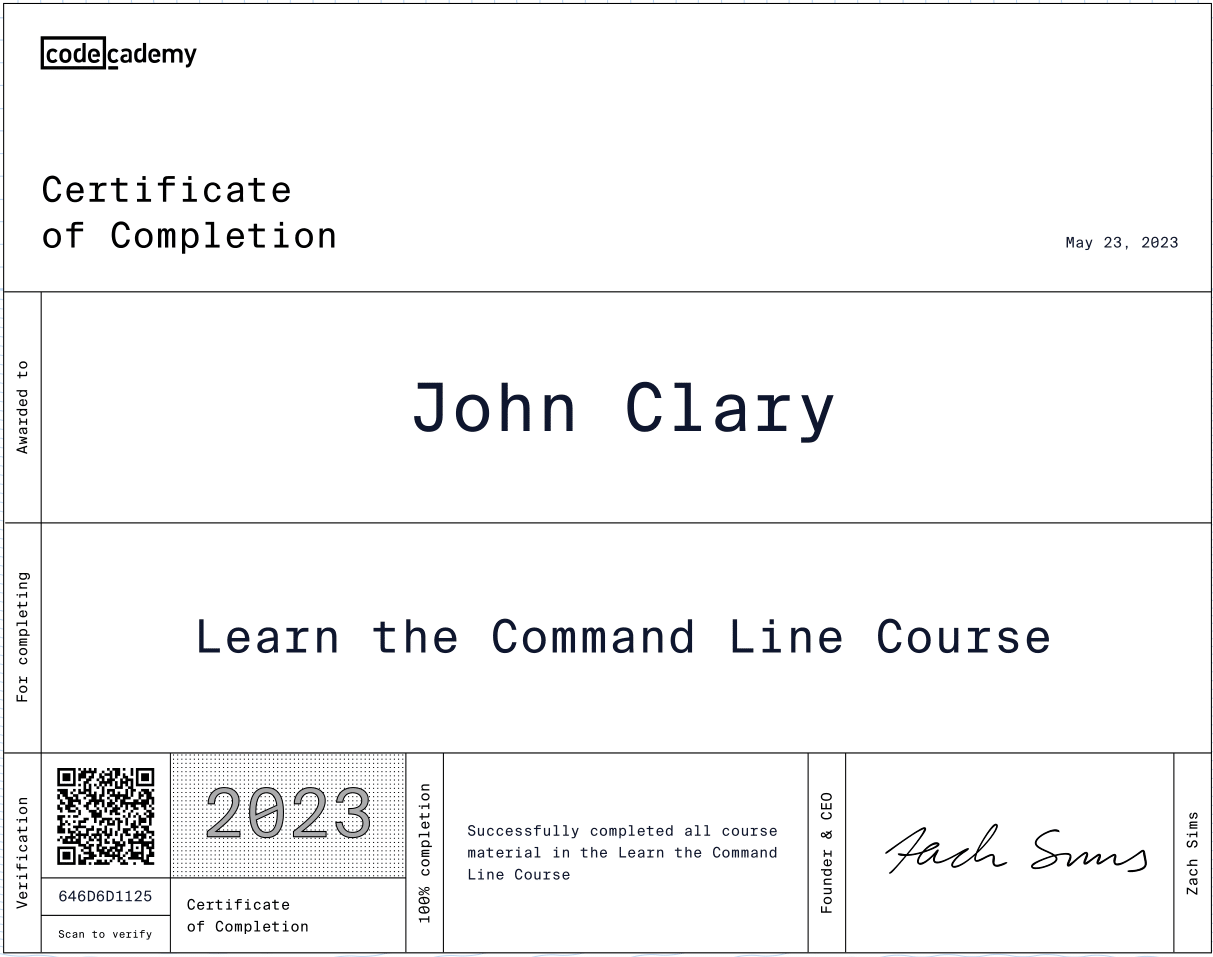 codecademy
Certificate
of Completion
May 23, 2023
Awarded to
John Clary
For completing
Learn the Command Line Course
Verification
646D6D1125
Scan to verify
2023
Certificate
of Completion
100% completion
Successfully completed all course
material in the Learn the Command
Line Course
Founder & CEO
Zach Sims
Zach Sims